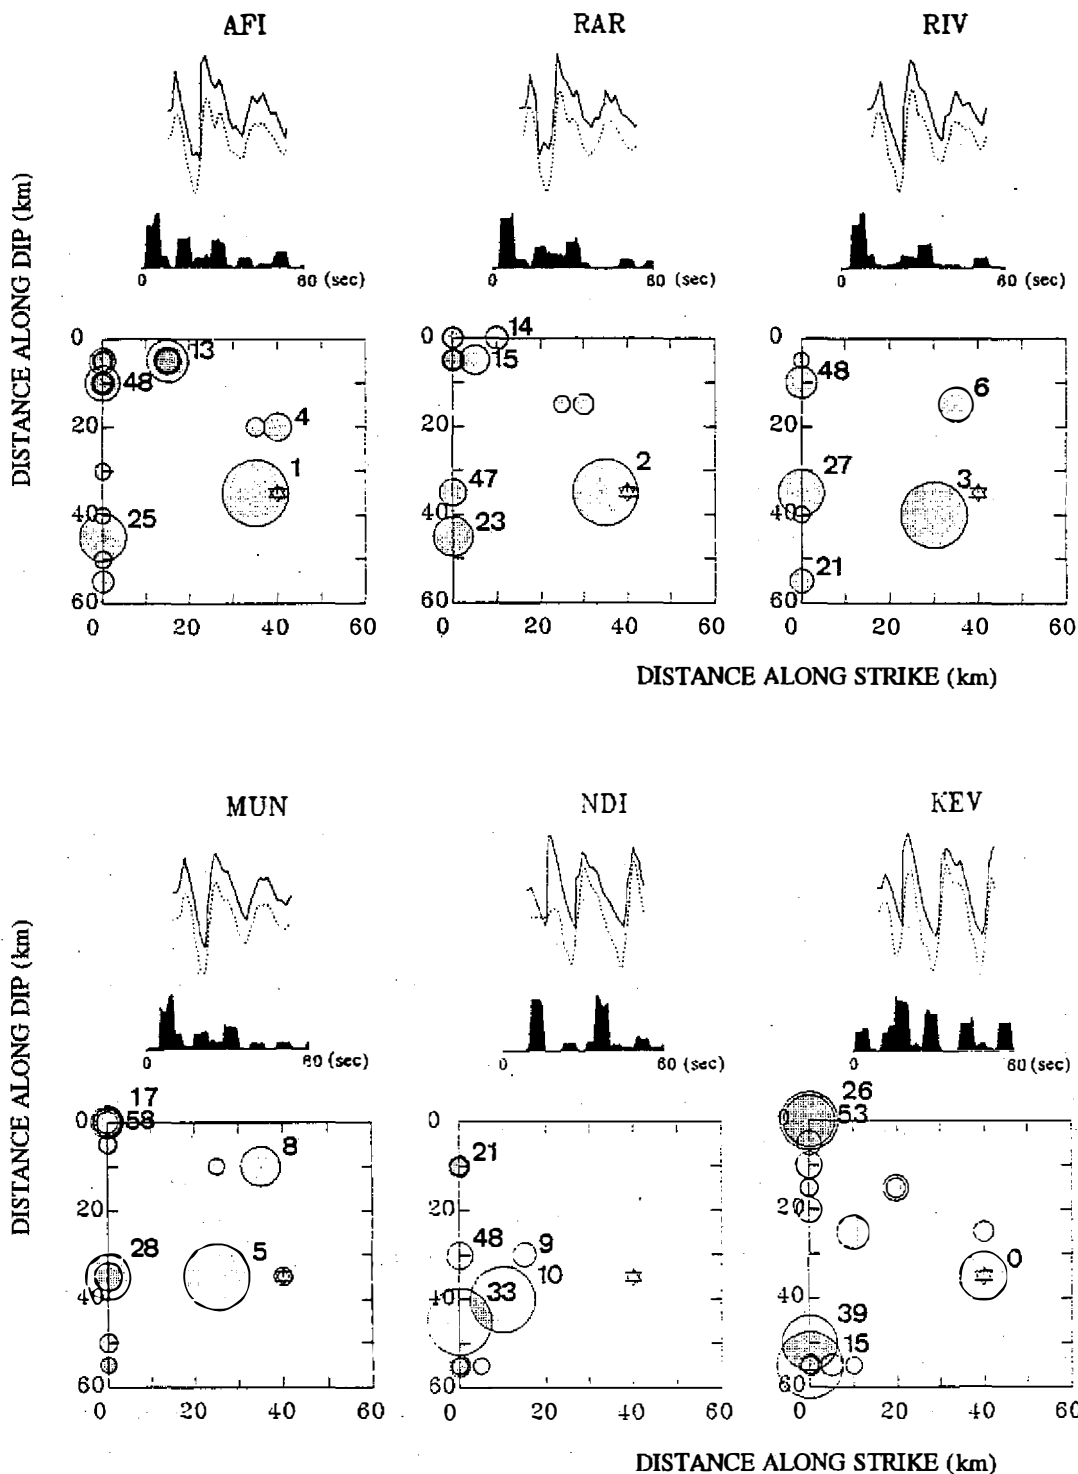 AFI RAR RIV
DISTANCE ALONG DIP (km)
0 60 (sec) 0 60 (sec) 0 60 (sec)
0 20 40 60
13
48
4
1
25
0 20 40 60
0 20 40 60
14
15
2
47
23
0 20 40 60
0 20 40 60
48
6
27
3
21
0 20 40 60
DISTANCE ALONG STRIKE (km)
MUN NDI KEV
DISTANCE ALONG DIP (km)
0 60 (sec) 0 60 (sec) 0 60 (sec)
0 20 40 60
17
58
8
28
5
0 20 40 60
0 20 40 60
21
48
9
10
33
0 20 40 60
0 20 40 60
26
53
0
39
15
0 20 40 60
DISTANCE ALONG STRIKE (km)